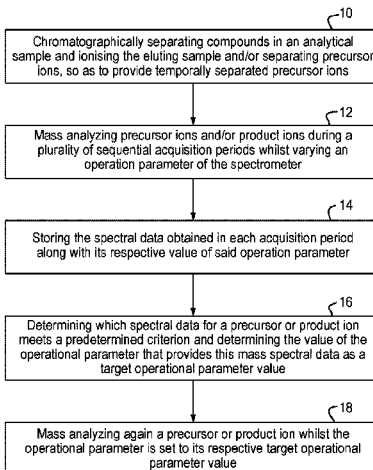 10
Chromatographically separating compounds in an analytical
sample and ionising the eluting sample and/or separating precursor
ions, so as to provide temporally separated precursor ions
12
Mass analyzing precursor ions and/or product ions during a
plurality of sequential acquisition periods whilst varying an
operation parameter of the spectrometer
14
Storing the spectral data obtained in each acquisition period
along with its respective value of said operation parameter
16
Determining which spectral data for a precursor or product ion
meets a predetermined criterion and determining the value of the
operational parameter that provides this mass spectral data as a
target operational parameter value
18
Mass analyzing again a precursor or product ion whilst the
operational parameter is set to its respective target operational
parameter value